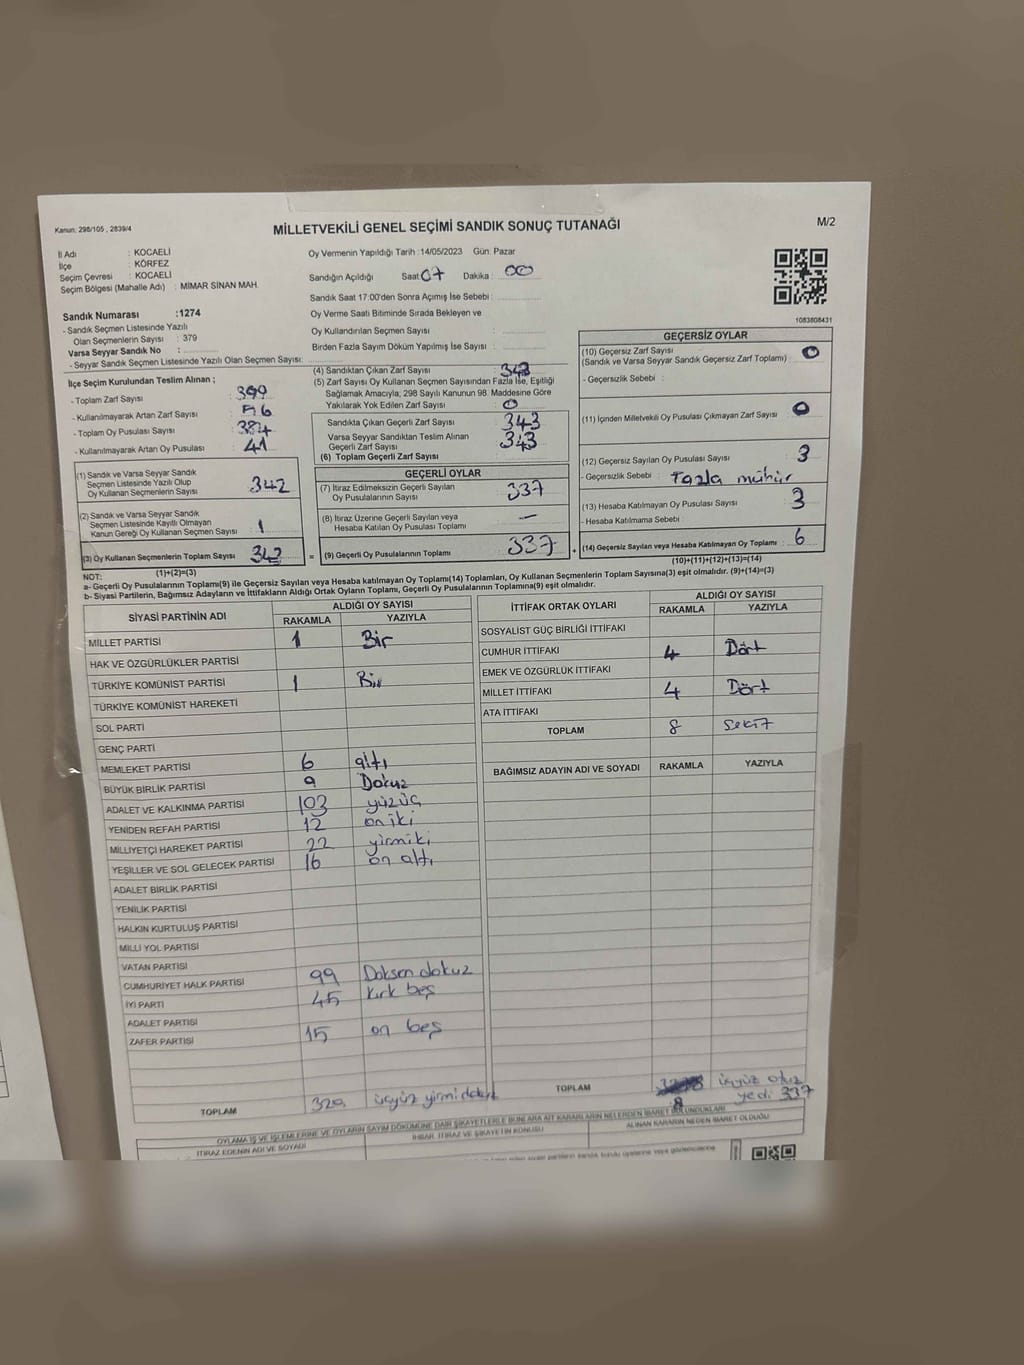 Kanun: 298/105 , 2839/4
MİLLETVEKİLİ GENEL SEÇİMİ SANDIK SONUÇ TUTANAĞI
M/2
İl Adı : KOCAELİ
İlçe : KÖRFEZ
Seçim Çevresi : KOCAELİ
Seçim Bölgesi (Mahalle Adı) : MİMAR SİNAN MAH.
Oy Vermenin Yapıldığı Tarih :14/05/2023 Gün: Pazar
Sandığın Açıldığı Saat 07 Dakika : 00
Sandık Saat 17:00'den Sonra Açımış İse Sebebi :
Oy Verme Saati Bitiminde Sırada Bekleyen ve
Oy Kullandırılan Seçmen Sayısı :
Birden Fazla Sayım Döküm Yapılmış İse Sayısı :
1083808431
Sandık Numarası :1274
- Sandık Seçmen Listesinde Yazılı
Olan Seçmenlerin Sayısı : 379
Varsa Seyyar Sandık No :
- Seyyar Sandık Seçmen Listesinde Yazılı Olan Seçmen Sayısı:
İlçe Seçim Kurulundan Teslim Alınan ;
- Toplam Zarf Sayısı : 399
- Kullanılmayarak Artan Zarf Sayısı :
- Toplam Oy Pusulası Sayısı : 384
- Kullanılmayarak Artan Oy Pusulası : 41
(4) Sandıktan Çıkan Zarf Sayısı : 343
(5) Zarf Sayısı Oy Kullanan Seçmen Sayısından Fazla İse, Eşitliği
Sağlamak Amacıyla; 298 Sayılı Kanunun 98. Maddesine Göre
Yakılarak Yok Edilen Zarf Sayısı : 0
Sandıkta Çıkan Geçerli Zarf Sayısı : 343
Varsa Seyyar Sandıktan Teslim Alınan
Geçerli Zarf Sayısı : 343
(6) Toplam Geçerli Zarf Sayısı :
GEÇERSİZ OYLAR
(10) Geçersiz Zarf Sayısı : 0
(Sandık ve Varsa Seyyar Sandık Geçersiz Zarf Toplamı)
- Geçersizlik Sebebi :
(11) İçinden Milletvekili Oy Pusulası Çıkmayan Zarf Sayısı : 0
(12) Geçersiz Sayılan Oy Pusulası Sayısı : 3
- Geçersizlik Sebebi : Fazla mühür
(13) Hesaba Katılmayan Oy Pusulası Sayısı : 3
- Hesaba Katılmama Sebebi :
(14) Geçersiz Sayılan veya Hesaba Katılmayan Oy Toplamı : 6
(10)+(11)+(12)+(13)=(14)
(1) Sandık ve Varsa Seyyar Sandık
Seçmen Listesinde Yazılı Olup
Oy Kullanan Seçmenlerin Sayısı : 342
(2) Sandık ve Varsa Seyyar Sandık
Seçmen Listesinde Kayıtlı Olmayan
Kanun Gereği Oy Kullanan Seçmen Sayısı : 1
(3) Oy Kullanan Seçmenlerin Toplam Sayısı :
(1)+(2)=(3)
GEÇERLİ OYLAR
(7) İtiraz Edilmeksizin Geçerli Sayılan
Oy Pusulalarının Sayısı : 337
(8) İtiraz Üzerine Geçerli Sayılan veya
Hesaba Katılan Oy Pusulası Toplamı : —
= (9) Geçerli Oy Pusulalarının Toplamı : 337 +
NOT:
a- Geçerli Oy Pusulalarının Toplamı(9) ile Geçersiz Sayılan veya Hesaba katılmayan Oy Toplamı(14) Toplamları, Oy Kullanan Seçmenlerin Toplam Sayısına(3) eşit olmalıdır. (9)+(14)=(3)
b- Siyasi Partilerin, Bağımsız Adayların ve İttifakların Aldığı Ortak Oyların Toplamı, Geçerli Oy Pusulalarının Toplamına(9) eşit olmalıdır.
SİYASİ PARTİNİN ADI ALDIĞI OY SAYISI
RAKAMLA YAZIYLA
MİLLET PARTİSİ 1 Bir
HAK VE ÖZGÜRLÜKLER PARTİSİ
TÜRKİYE KOMÜNİST PARTİSİ 1 Bir
TÜRKİYE KOMÜNİST HAREKETİ
SOL PARTİ
GENÇ PARTİ
MEMLEKET PARTİSİ 6 altı
BÜYÜK BİRLİK PARTİSİ 9 Dokuz
ADALET VE KALKINMA PARTİSİ 103 yüzüç
YENİDEN REFAH PARTİSİ 12 on iki
MİLLİYETÇİ HAREKET PARTİSİ 22 yirmiki
YEŞİLLER VE SOL GELECEK PARTİSİ 16 on altı
ADALET BİRLİK PARTİSİ
YENİLİK PARTİSİ
HALKIN KURTULUŞ PARTİSİ
MİLLİ YOL PARTİSİ
VATAN PARTİSİ
CUMHURİYET HALK PARTİSİ 99 Doksan dokuz
İYİ PARTİ 45 kırk beş
ADALET PARTİSİ
ZAFER PARTİSİ 15 on beş
TOPLAM 329 üçyüz
İTTİFAK ORTAK OYLARI ALDIĞI OY SAYISI
RAKAMLA YAZIYLA
SOSYALİST GÜÇ BİRLİĞİ İTTİFAKI
CUMHUR İTTİFAKI 4 Dört
EMEK VE ÖZGÜRLÜK İTTİFAKI
MİLLET İTTİFAKI 4 Dört
ATA İTTİFAKI
TOPLAM 8 Sekiz
BAĞIMSIZ ADAYIN ADI VE SOYADI RAKAMLA YAZIYLA
TOPLAM 8 üçyüz otuz
yedi 337
OYLAMA İŞ VE İŞLEMLERİNE VE OYLARIN SAYIM DÖKÜMÜNE DAİR ŞİKAYETLERLE BUNLARA AİT KARARLARIN NELERDEN İBARET BULUNDUKLARI
İTİRAZ EDENİN ADI VE SOYADI
İHBAR, İTİRAZ VE ŞİKAYETİN KONUSU
ALINAN KARARIN NEDEN İBARET OLDUĞU